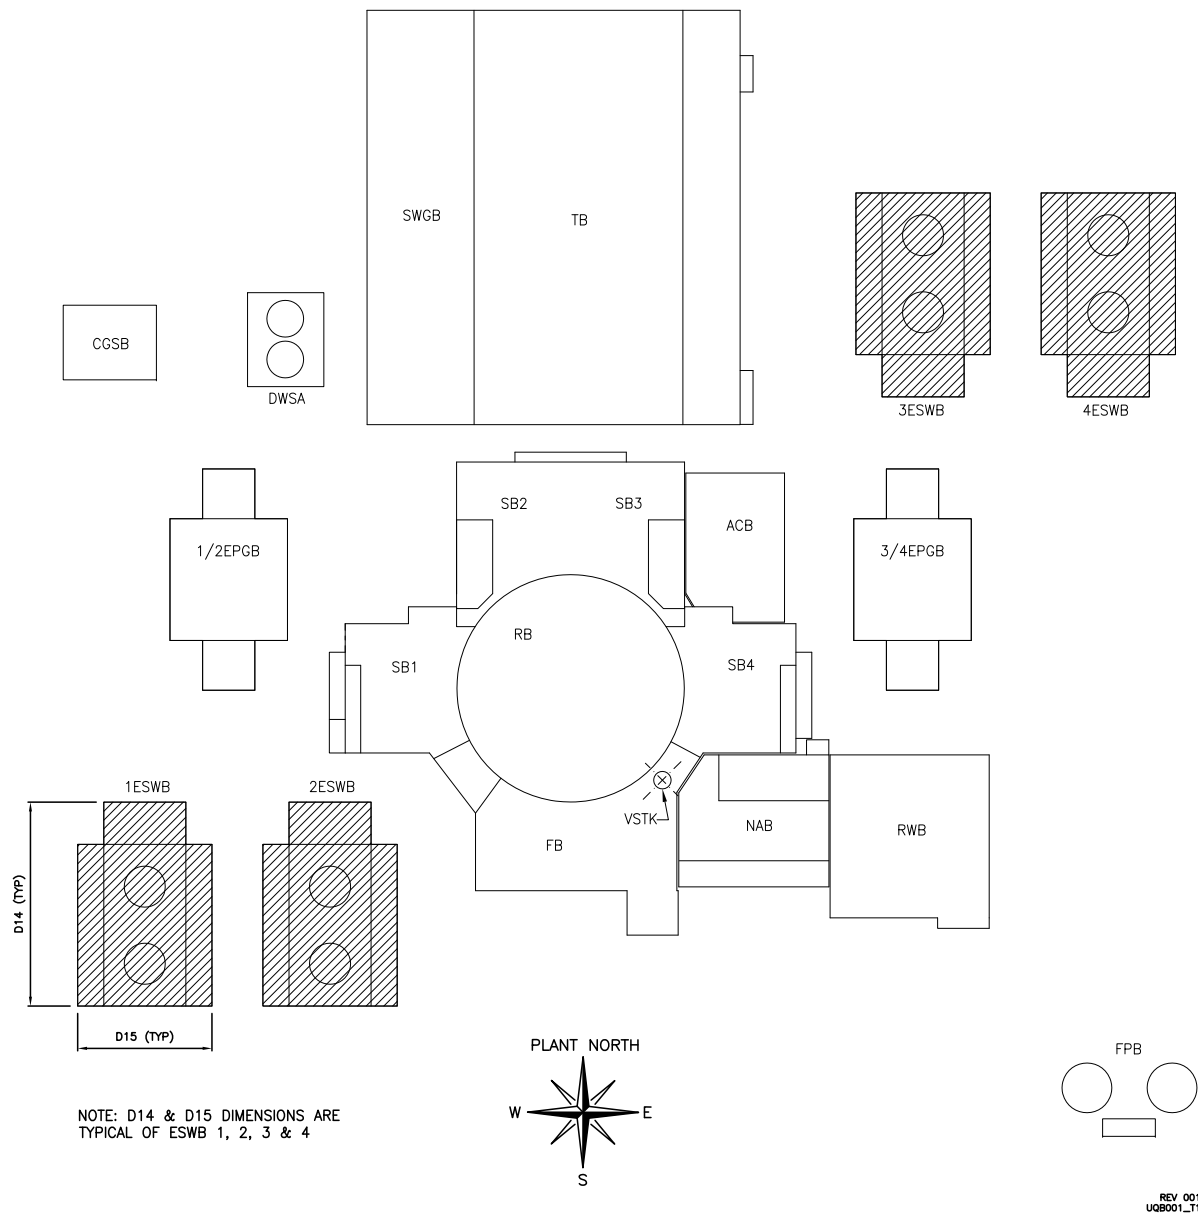 SWGB
TB
CGSB
DWSA
3ESWB
4ESWB
SB2
SB3
ACB
1/2EPGB
3/4EPGB
RB
SB1
SB4
1ESWB
2ESWB
VSTK
FB
NAB
RWB
D14 (TYP)
D15 (TYP)
PLANT NORTH
W
E
S
FPB
NOTE: D14 & D15 DIMENSIONS ARE
TYPICAL OF ESWB 1, 2, 3 & 4
REV 001